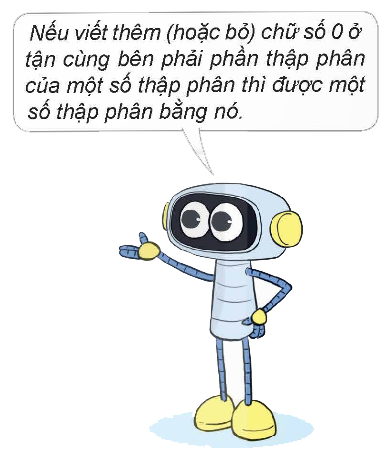 Nếu viết thêm (hoặc bỏ) chữ số 0 ở
tận cùng bên phải phần thập phân
của một số thập phân thì được một
số thập phân bằng nó.